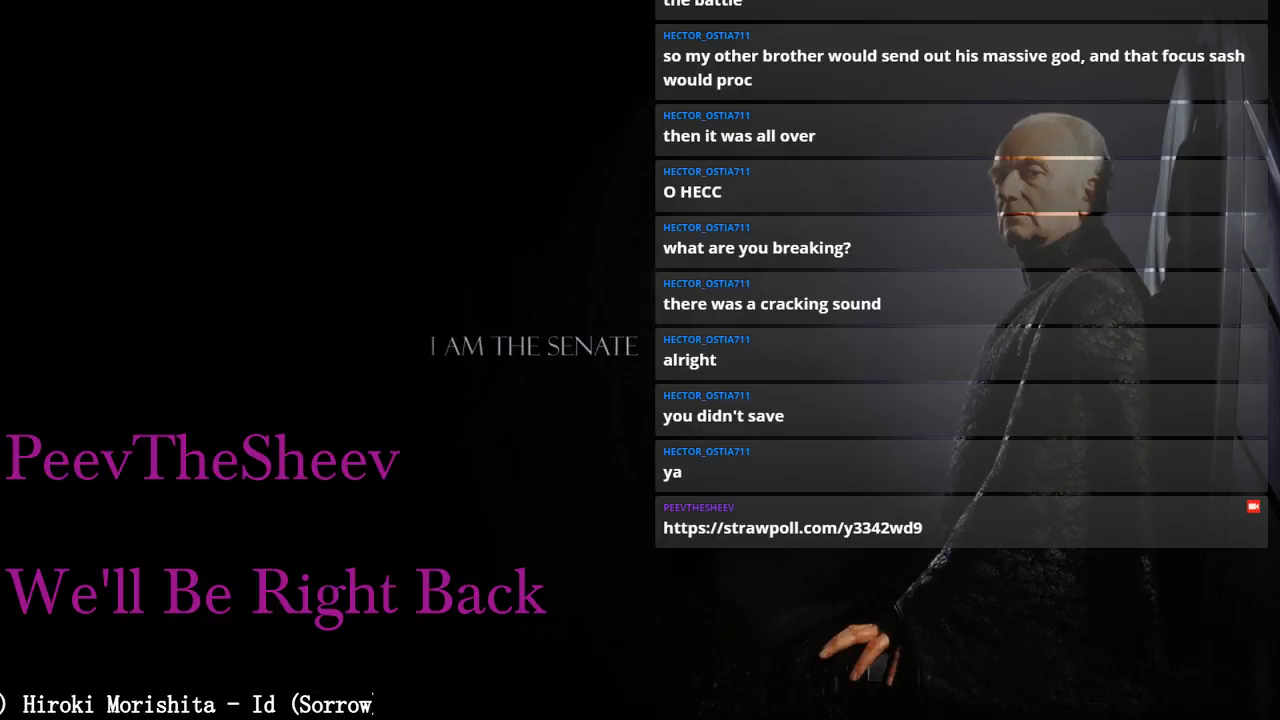 the battle
HECTOR_OSTIA711
so my other brother would send out his massive god, and that focus sash
would proc
HECTOR_OSTIA711
then it was all over
HECTOR_OSTIA711
O HECC
HECTOR_OSTIA711
what are you breaking?
HECTOR_OSTIA711
there was a cracking sound
HECTOR_OSTIA711
alright
HECTOR_OSTIA711
you didn't save
HECTOR_OSTIA711
ya
PEEVTHESHEEV
https://strawpoll.com/y3342wd9
I AM THE SENATE
PeevTheSheev
We'll Be Right Back
) Hiroki Morishita - Id (Sorrow